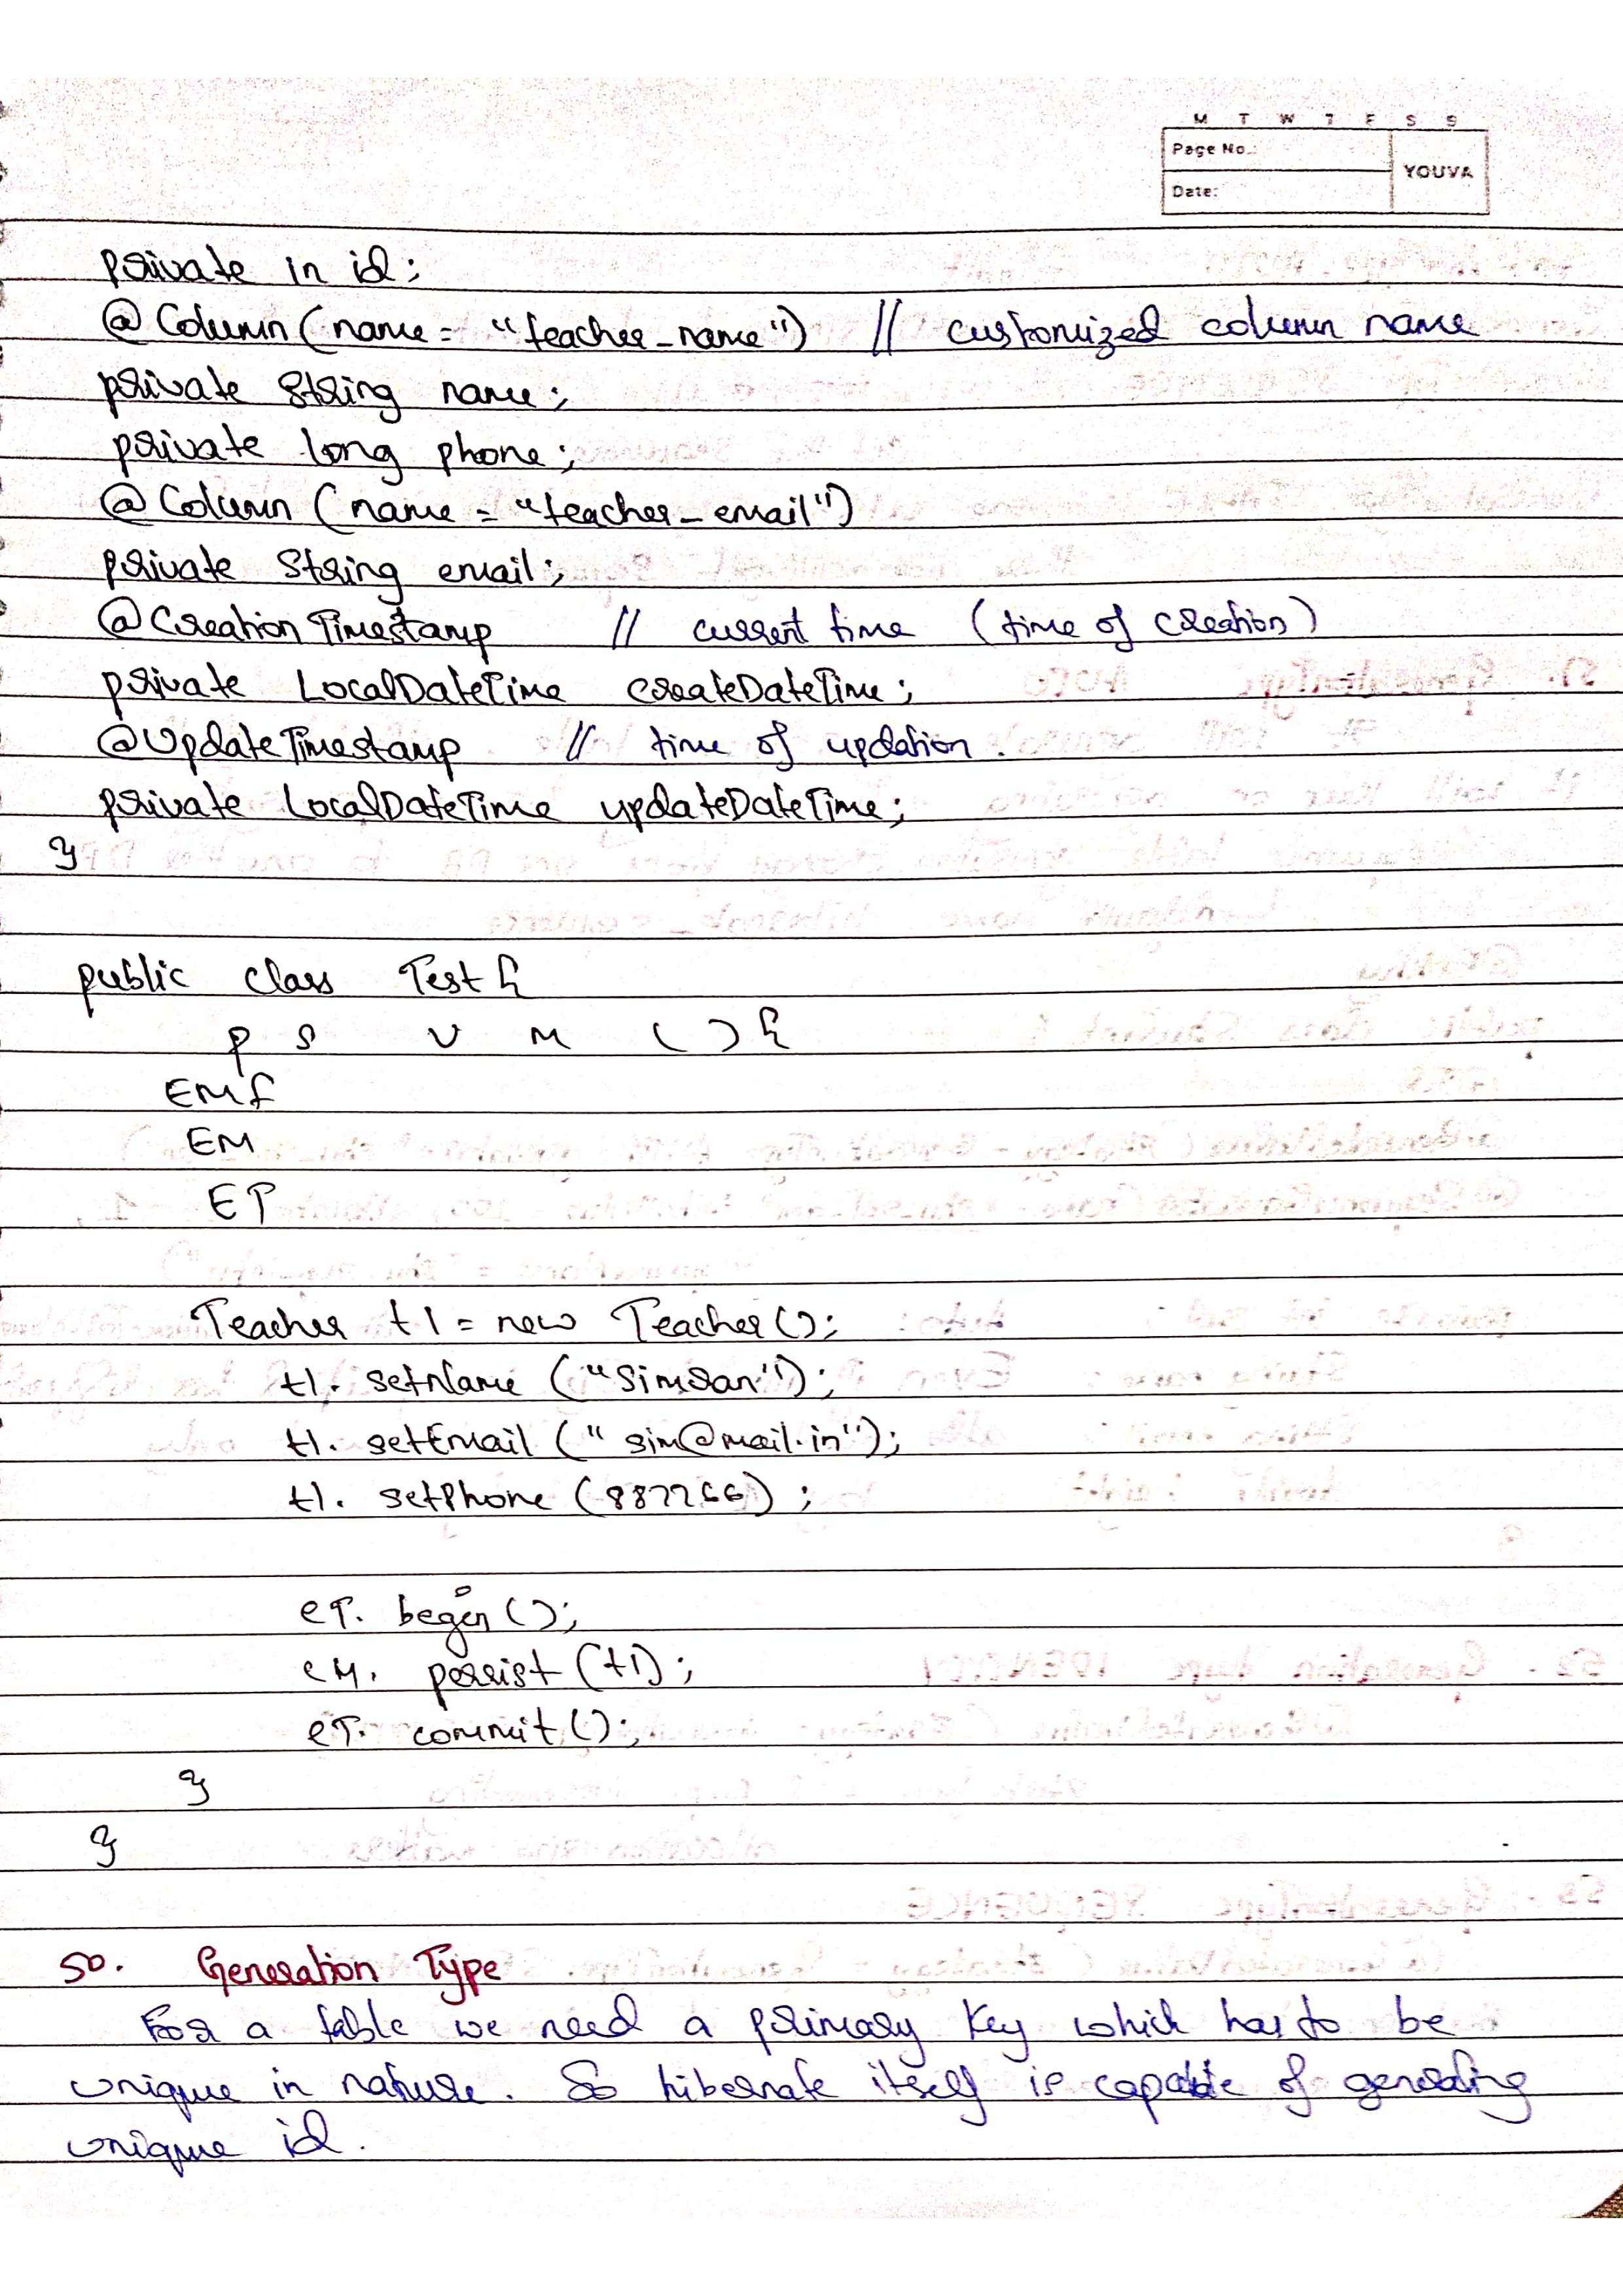 M T W T F S S
Page No.:
YOUVA
Date:
private in id;
@Column(name = "teacher_name") // customized column name
private String name;
private long phone;
@Column (name = "teacher_email")
private String email;
@CreationTimestamp // current time (time of creation)
private LocalDateTime createDateTime;
@UpdateTimestamp // time of updation.
private LocalDateTime updateDateTime;
}
public class Test {
p s v m () {
EMf
EM
ET
Teacher t1 = new Teacher();
t1. setName ("Simran");
t1. setEmail ("sim@mail.in");
t1. setPhone (887766);
eT. begin ();
em. persist (t1);
eT. commit ();
}
}
50. Generation Type
For a table we need a primary key which has to be
unique in nature. So hibernate itself is capable of generating
unique id.